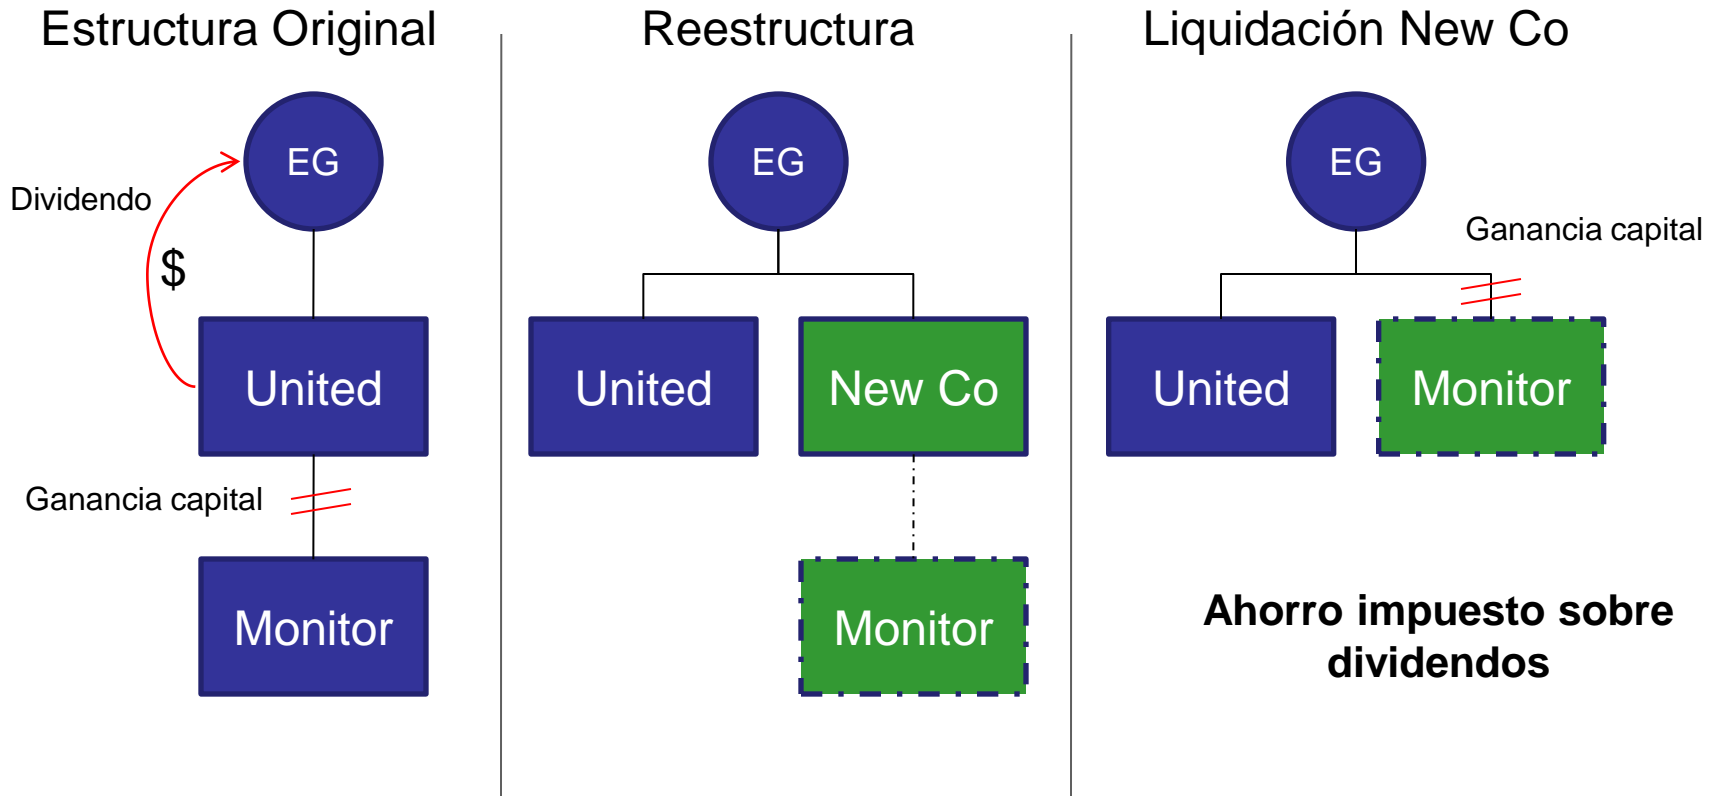 Estructura Original
EG
Dividendo
$
United
Ganancia capital
Monitor
Reestructura
EG
United
New Co
Monitor
Liquidación New Co
EG
Ganancia capital
United
Monitor
Ahorro impuesto sobre
dividendos